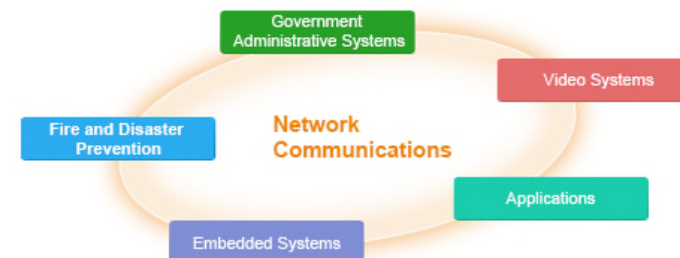 Government
Administrative Systems
Video Systems
Fire and Disaster
Prevention
Network
Communications
Applications
Embedded Systems